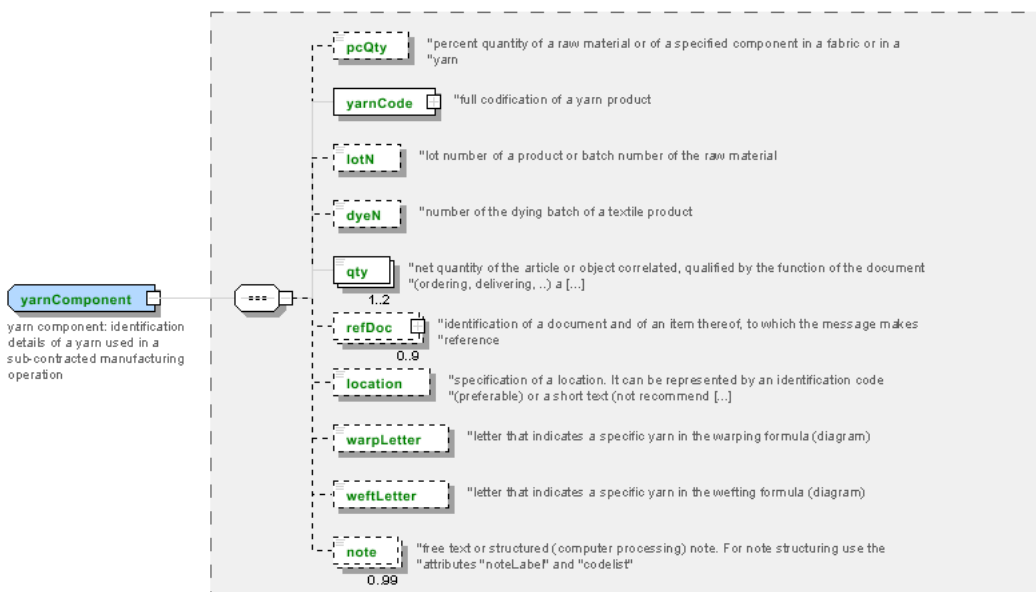 pcQty
"percent quantity of a raw material or of a specified component in a fabric or in a
"yarn
yarnCode
"full codification of a yarn product
lotN
"lot number of a product or batch number of the raw material
dyeN
"number of the dying batch of a textile product
qty
"net quantity of the article or object correlated, qualified by the function of the document
"(ordering, delivering, ..) a [...]
1..2
yarnComponent
yarn component: identification
details of a yarn used in a
sub-contracted manufacturing
operation
refDoc
"identification of a document and of an item thereof, to which the message makes
"reference
0..9
location
"specification of a location. It can be represented by an identification code
"(preferable) or a short text (not recommend [...]
warpLetter
"letter that indicates a specific yarn in the warping formula (diagram)
weftLetter
"letter that indicates a specific yarn in the wefting formula (diagram)
note
"free text or structured (computer processing) note. For note structuring use the
"attributes "noteLabel" and "codelist"
0..99